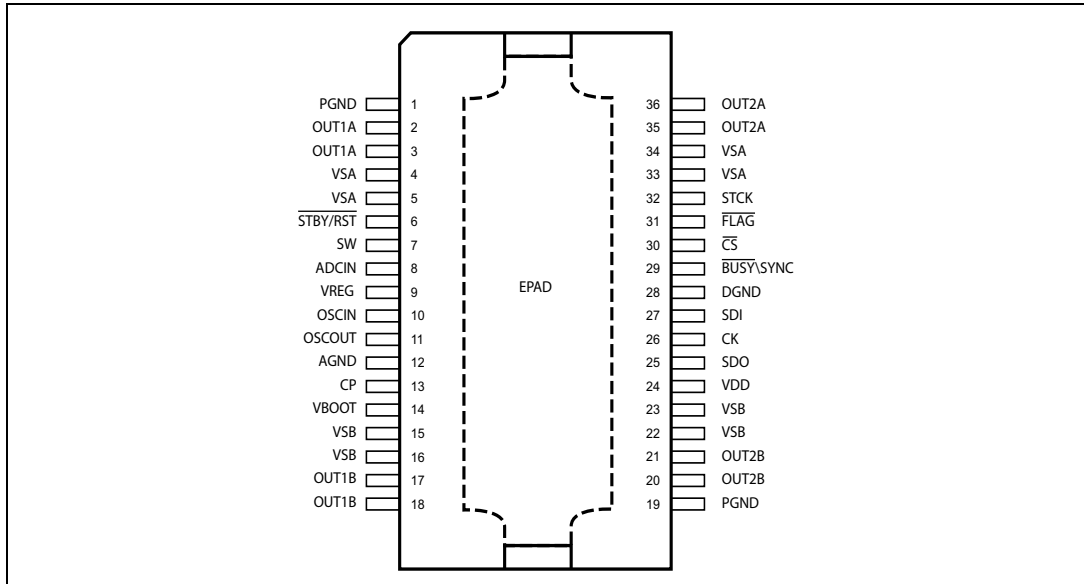 PGND 1 36 OUT2A
OUT1A 2 35 OUT2A
OUT1A 3 34 VSA
VSA 4 33 VSA
VSA 5 32 STCK
STBY/RST 6 31 FLAG
SW 7 30 CS
ADCIN 8 29 BUSY\SYNC
VREG 9 28 DGND
EPAD
OSCIN 10 27 SDI
OSCOUT 11 26 CK
AGND 12 25 SDO
CP 13 24 VDD
VBOOT 14 23 VSB
VSB 15 22 VSB
VSB 16 21 OUT2B
OUT1B 17 20 OUT2B
OUT1B 18 19 PGND